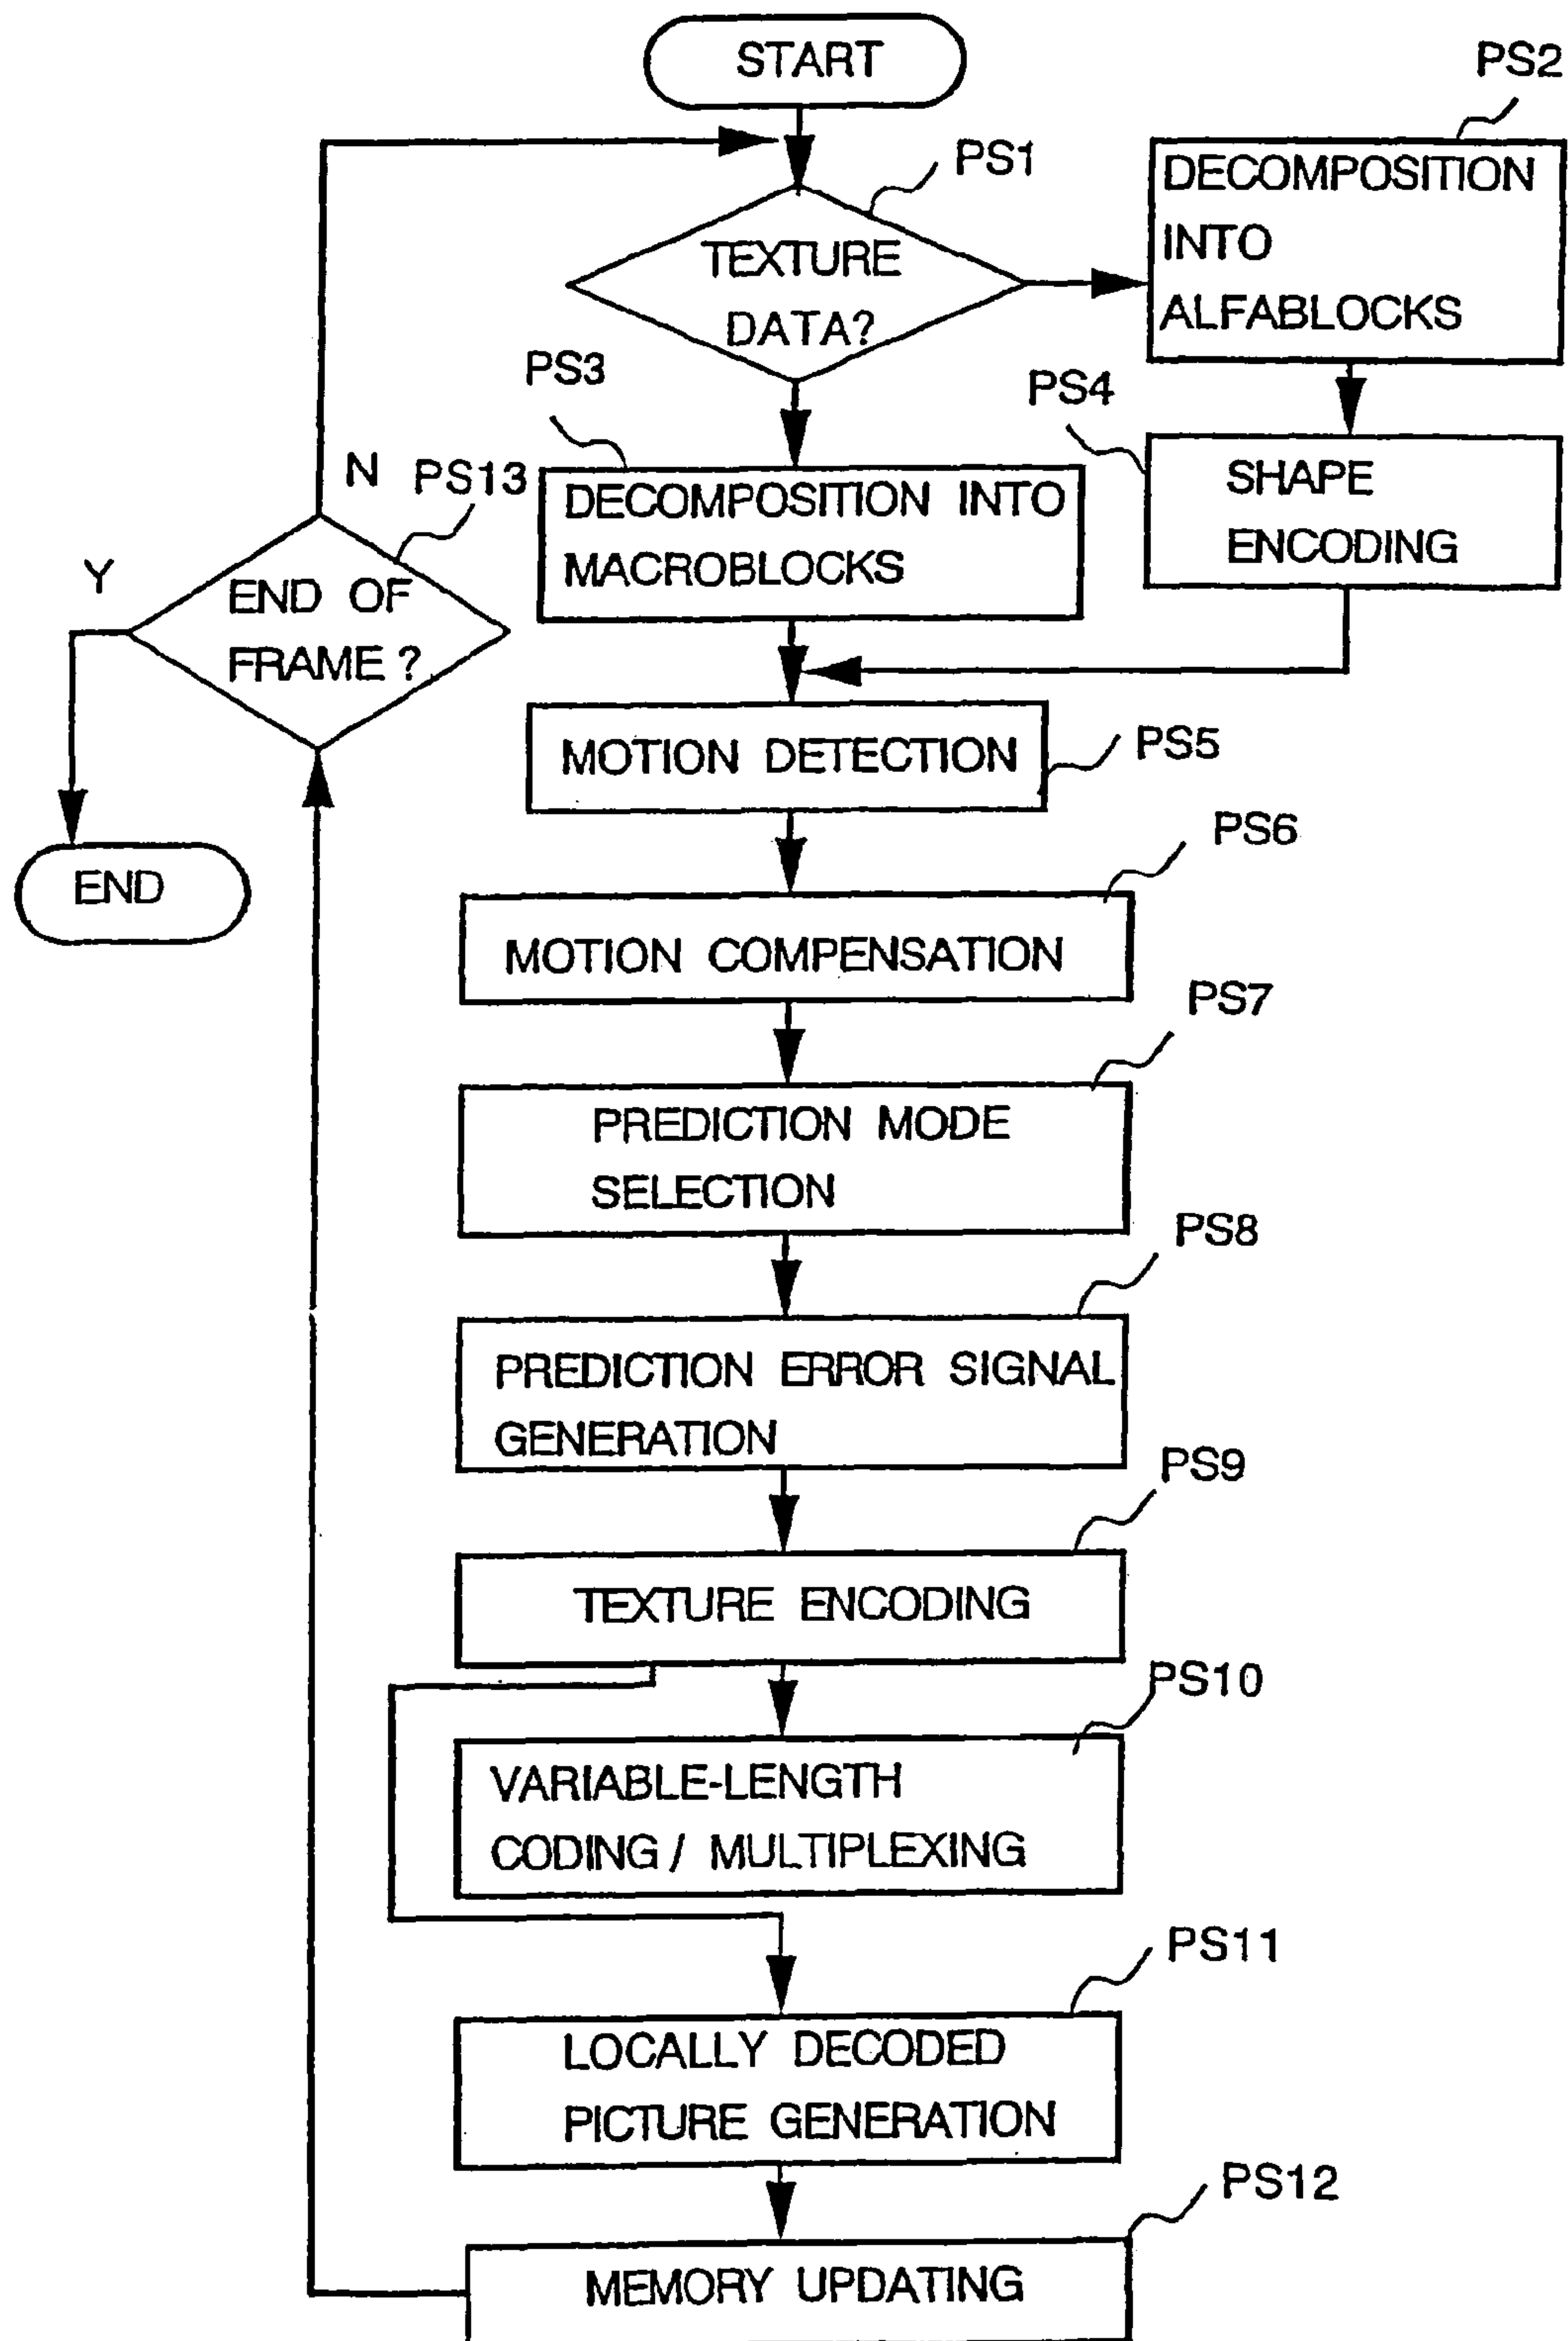 START
PS2
PS1
DECOMPOSITION
INTO
ALFABLOCKS
TEXTURE
DATA?
PS3
PS4
N
PS13
DECOMPOSITION INTO
MACROBLOCKS
SHAPE
ENCODING
Y
END OF
FRAME ?
MOTION DETECTION
PS5
END
PS6
MOTION COMPENSATION
PS7
PREDICTION MODE
SELECTION
PS8
PREDICTION ERROR SIGNAL
GENERATION
PS9
TEXTURE ENCODING
PS10
VARIABLE-LENGTH
CODING / MULTIPLEXING
PS11
LOCALLY DECODED
PICTURE GENERATION
PS12
MEMORY UPDATING